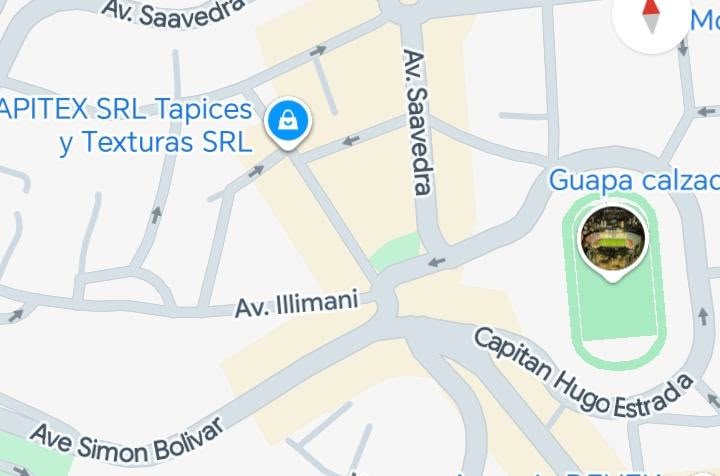 Av. Saavedra
Mo
APITEX SRL Tapices
y Texturas SRL
Av. Saavedra
Guapa calzad
Av. Illimani
Capitan Hugo Estrada
Ave Simon Bolivar